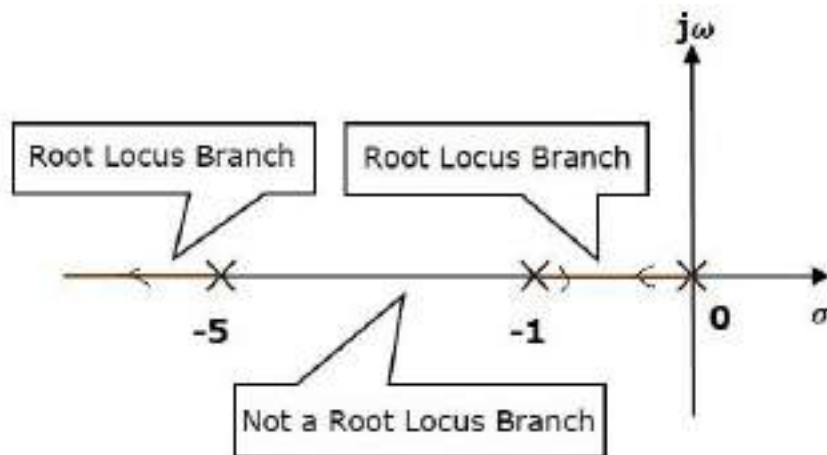 jω
Root Locus Branch
Root Locus Branch
-5
-1
0
σ
Not a Root Locus Branch